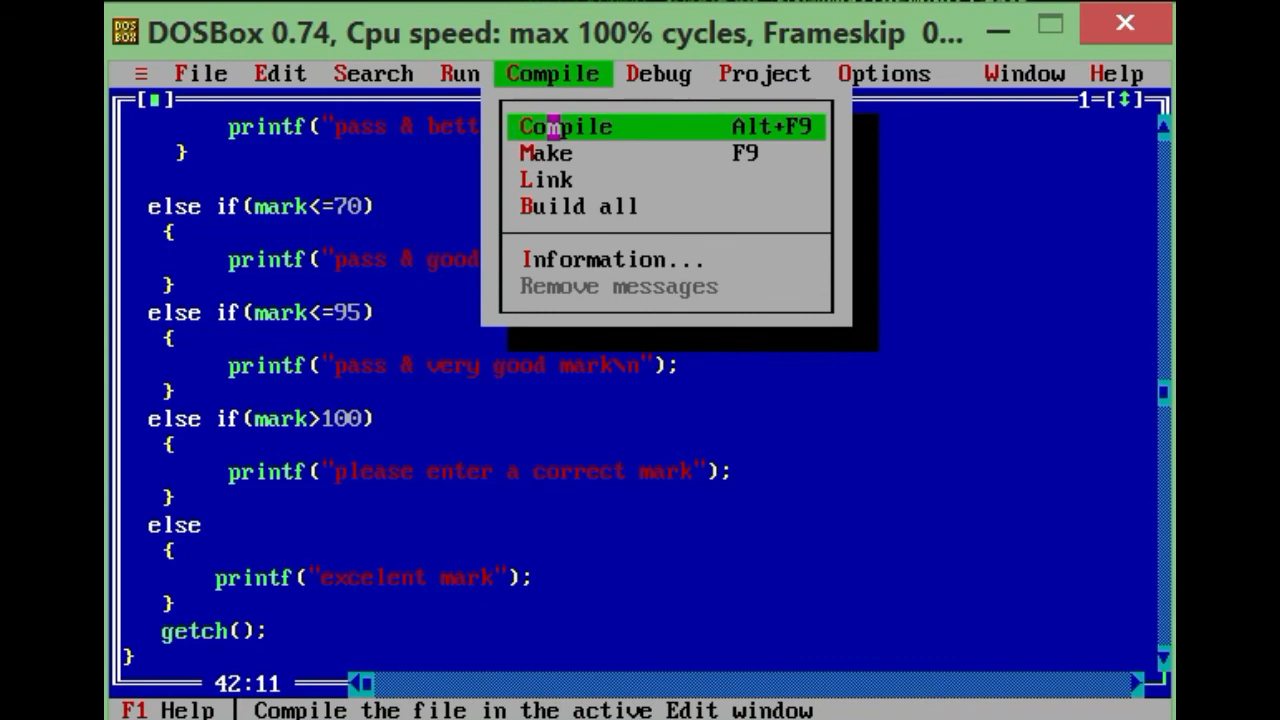 DOSBox 0.74, Cpu speed: max 100% cycles, Frameskip 0...
≡ File Edit Search Run Compile Debug Project Options Window Help
1=[↕]
Compile Alt+F9
Make F9
Link
Build all
Information...
Remove messages
printf("pass & bett
}
else if(mark<=70)
{
printf("pass & good
}
else if(mark<=95)
{
printf("pass & very good mark\n");
}
else if(mark>100)
{
printf("please enter a correct mark");
}
else
{
printf("excelent mark");
}
getch();
}
42:11
F1 Help | Compile the file in the active Edit window